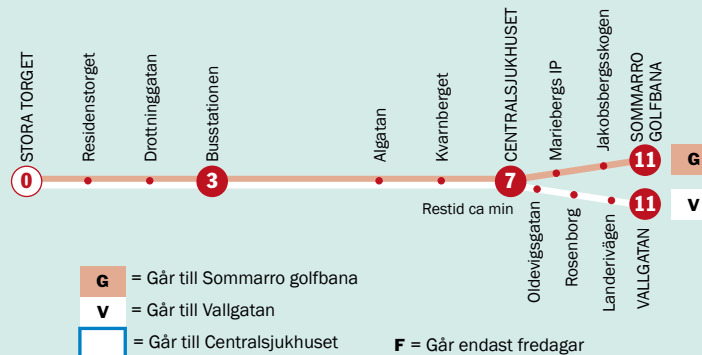 STORA TORGET
Residenstorget
Drottninggatan
Busstationen
Algatan
Kvarnberget
CENTRALSJUKHUSET
Mariebergs IP
Jakobsbergsskogen
SOMMARRO
GOLFBANA
0
3
7
11
G
11
V
Restid ca min
Oldevigsgatan
Rosenborg
Landerivägen
VALLGATAN
G = Går till Sommarro golfbana
V = Går till Vallgatan
= Går till Centralsjukhuset
F = Går endast fredagar